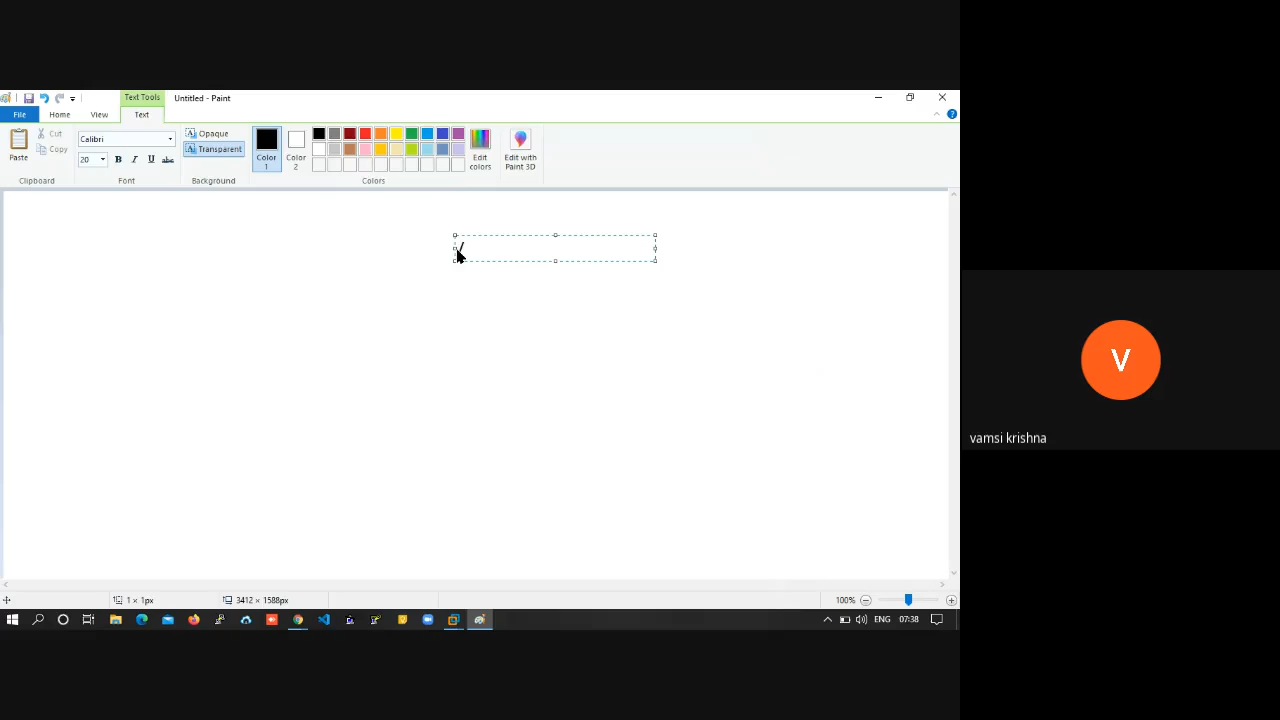 Text Tools
Untitled - Paint
File
Home
View
Text
Paste
Cut
Copy
Clipboard
Calibri
20
B
I
U
abc
Font
Opaque
Transparent
Background
Color
1
Color
2
Colors
Edit
colors
Edit with
Paint 3D
/
V
vamsi krishna
1 × 1px
3412 × 1588px
100%
ENG
07:38